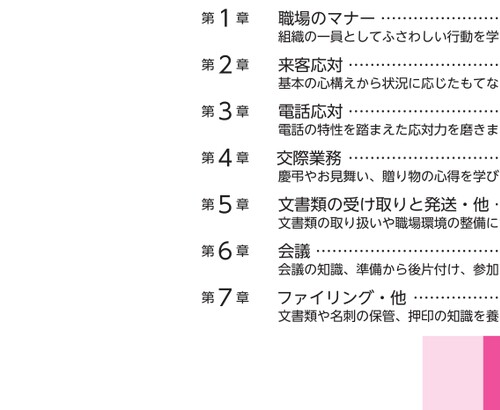 第1章 職場のマナー ……………………
組織の一員としてふさわしい行動を学
第2章 来客応対 ……………………
基本の心構えから状況に応じたもてな
第3章 電話応対 ……………………
電話の特性を踏まえた応対力を磨きま
第4章 交際業務 ……………………
慶弔やお見舞い、贈り物の心得を学び
第5章 文書類の受け取りと発送・他 ‥
文書類の取り扱いや職場環境の整備に
第6章 会議 ……………………
会議の知識、準備から後片付け、参加
第7章 ファイリング・他 ……………
文書類や名刺の保管、押印の知識を養